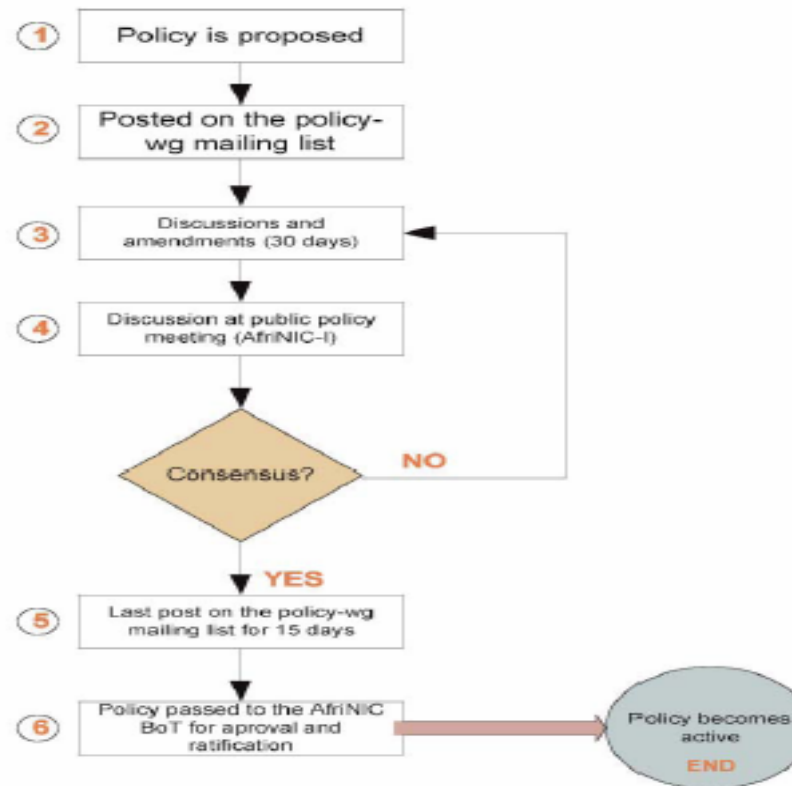 1
Policy is proposed
2
Posted on the policy-
wg mailing list
3
Discussions and
amendments (30 days)
4
Discussion at public policy
meeting (AfriNIC-I)
Consensus?
NO
YES
5
Last post on the policy-wg
mailing list for 15 days
6
Policy passed to the AfriNIC
BoT for aproval and
ratification
Policy becomes
active
END